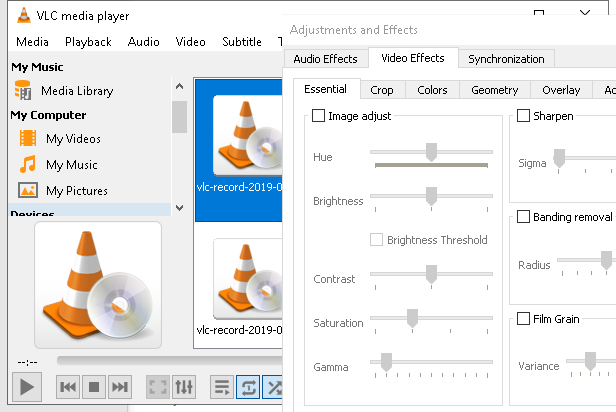 VLC media player
Media Playback Audio Video Subtitle T
My Music
Media Library
My Computer
My Videos
My Music
My Pictures
Devices
vlc-record-2019-0
vlc-record-2019-0
--:--
Adjustments and Effects
Audio Effects Video Effects Synchronization
Essential Crop Colors Geometry Overlay Ac
Image adjust
Hue
Brightness
Brightness Threshold
Contrast
Saturation
Gamma
Sharpen
Sigma
Banding removal
Radius
Film Grain
Variance